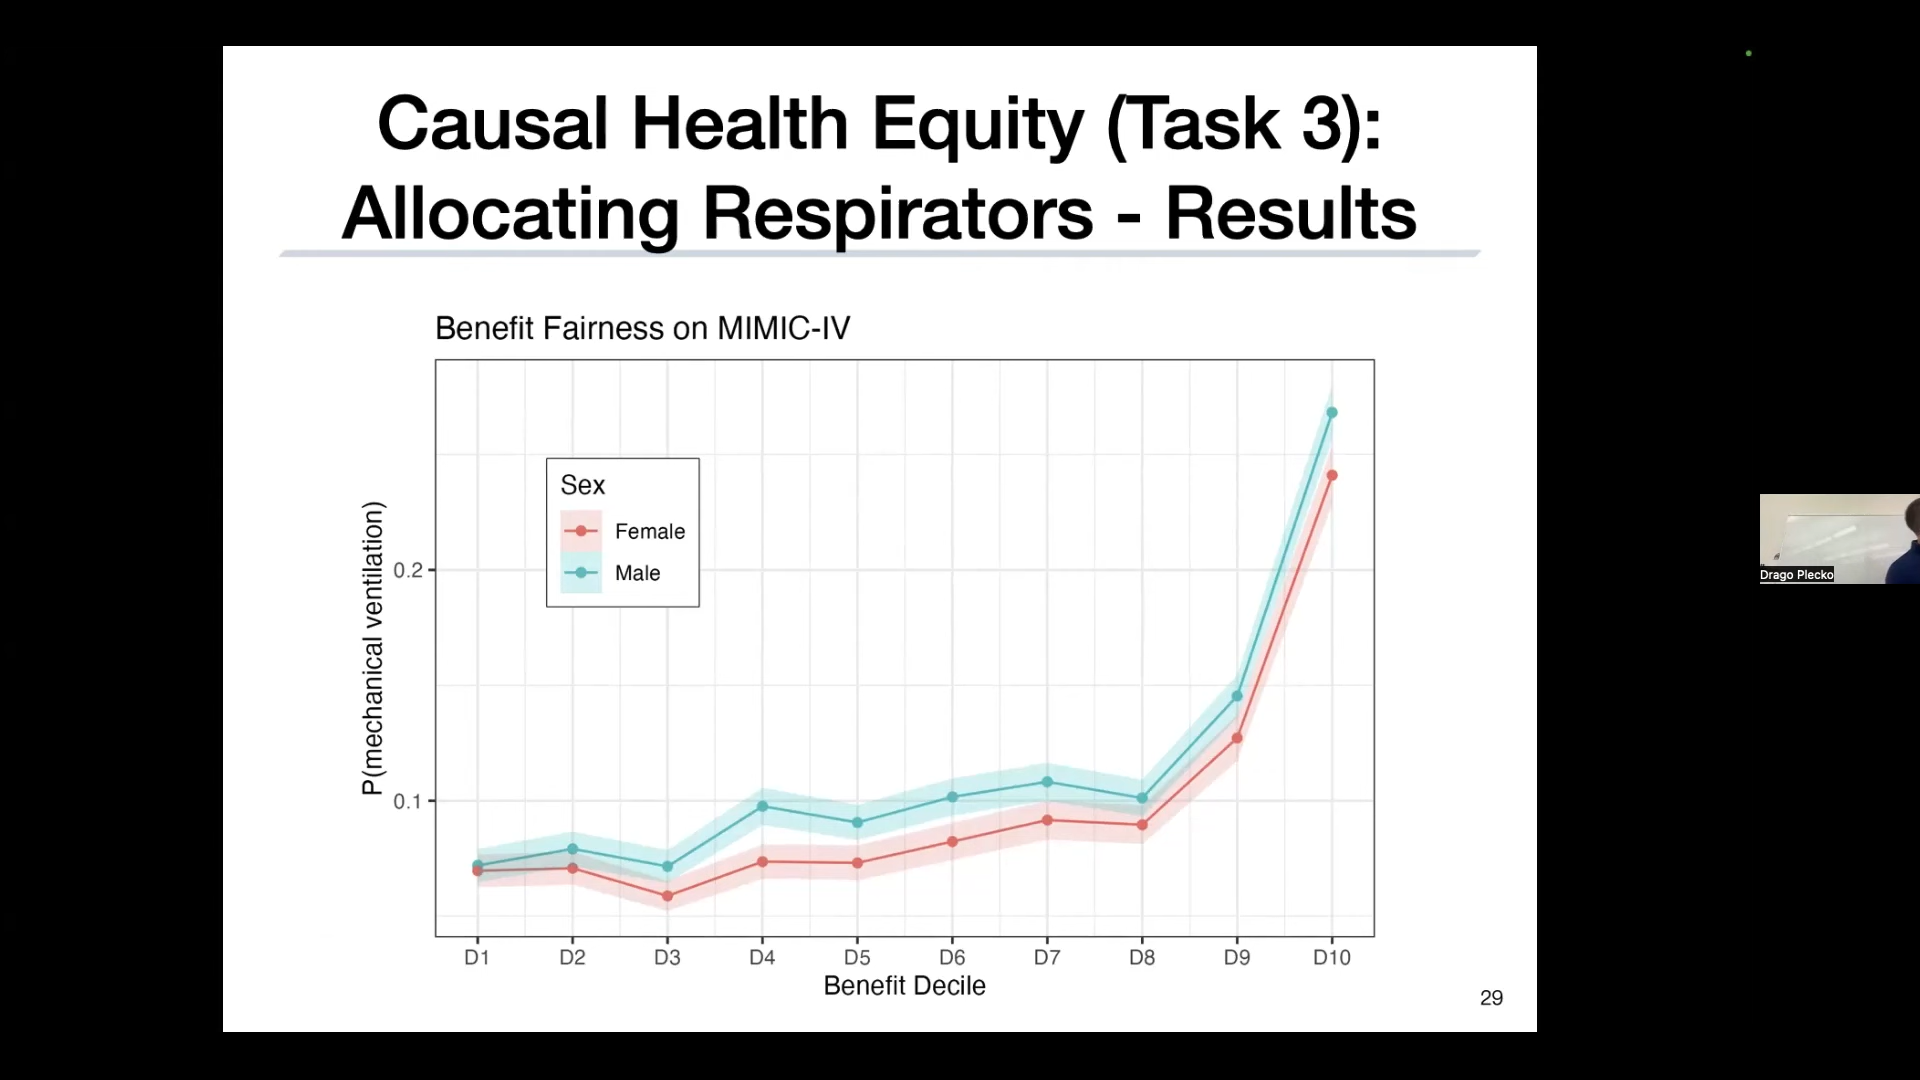 Causal Health Equity (Task 3):
Allocating Respirators - Results
Benefit Fairness on MIMIC-IV
Sex
Female
Male
P(mechanical ventilation)
0.2
0.1
D1 D2 D3 D4 D5 D6 D7 D8 D9 D10
Benefit Decile
29
Drago Plecko